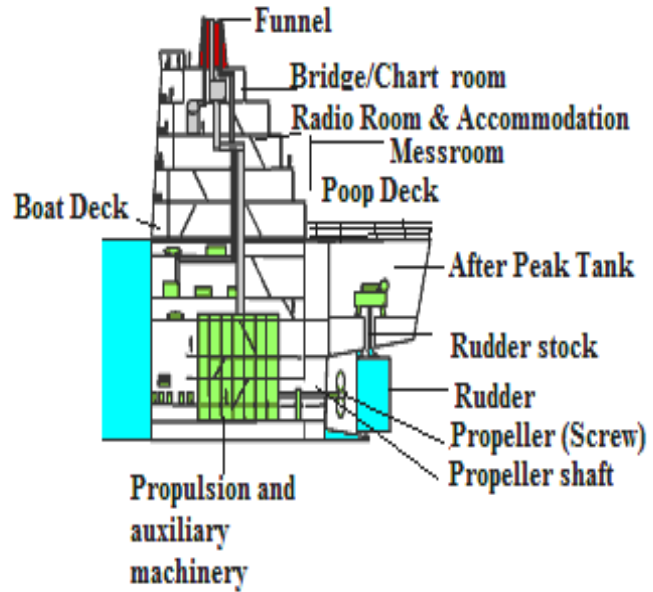 Funnel
Bridge/Chart room
Radio Room & Accommodation
Messroom
Poop Deck
Boat Deck
After Peak Tank
Rudder stock
Rudder
Propeller (Screw)
Propeller shaft
Propulsion and
auxiliary
machinery